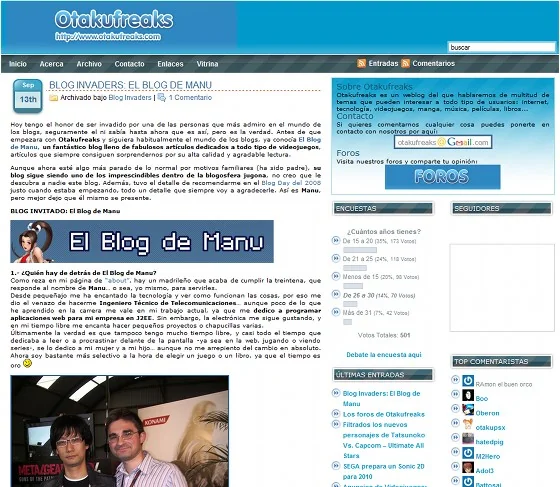 Otakufreaks
http://www.otakufreaks.com
buscar
Inicio Acerca Archivo Contacto Enlaces Vitrina
Entradas Comentarios
Sep
13th
BLOG INVADERS: EL BLOG DE MANU
Archivado bajo Blog Invaders | 1 Comentario
Hoy tengo el honor de ser invadido por una de las personas que más admiro en el mundo de
los blogs, seguramente el ni sabía hasta ahora que es así, pero es la verdad. Antes de que
empezara con Otakufreaks y siguiera habitualmente el mundo de los blogs, ya conocía El Blog
de Manu, un fantástico blog lleno de fabulosos artículos dedicados a todo tipo de videojuegos,
artículos que siempre consiguen sorprendernos por su alta calidad y agradable lectura.
Aunque ahora esté algo más parado de lo normal por motivos familiares (ha sido padre), su
blog sigue siendo uno de los imprescindibles dentro de la blogosfera jugona, no creo que le
descubra a nadie este blog. Además, tuvo el detalle de recomendarme en el Blog Day del 2008
justo cuando estaba empezando, todo un detalle que siempre voy a agradecerle. Así es Manu,
pero mejor dejo que él mismo se presente.
BLOG INVITADO: El Blog de Manu
El Blog de Manu
1.- ¿Quién hay de detrás de El Blog de Manu?
Como reza en mi página de "about", hay un madrileño que acaba de cumplir la treintena, que
responde al nombre de Manu.. o sea, yo mismo, para serviros.
Desde pequeñajo me ha encantado la tecnología y ver como funcionan las cosas, por eso me
dio el venazo de hacerme Ingeniero Técnico de Telecomunicaciones.. aunque poco de lo que
he aprendido en la carrera me vale en mi trabajo actual, ya que me dedico a programar
aplicaciones web para mi empresa en J2EE. Sin embargo, la electrónica me sigue gustando, y
en mi tiempo libre me encanta hacer pequeños proyectos o chapucillas varias.
Últimamente la verdad es que tampoco tengo mucho tiempo libre, y casi todo el tiempo que
dedicaba a leer o a procrastinar delante de la pantalla -ya sea en la web, jugando o viendo
series-, se lo dedico a mi mujer y a mi hijo.. aunque no me arrepiento del cambio en absoluto.
Ahora soy bastante más selectivo a la hora de elegir un juego o un libro, ya que el tiempo es
oro
KONAMI
METAL GEAR
Sobre Otakufreaks
Otakufreaks es un weblog del que hablaremos de multitud de
temas que pueden interesar a todo tipo de usuarios: internet,
tecnología, videojuegos, manga, música, películas, libros...
Contacto
Si quieres comentarnos cualquier cosa puedes ponerte en
contacto con nosotros por aquí:
otakufreaks@Gmail.com
Foros
Visita nuestros foros y comparte tu opinión:
FOROS
ENCUESTAS
¿Cuántos años tienes?
De 15 a 20 (35%, 173 Votos)
De 21 a 25 (24%, 118 Votos)
Menos de 15 (20%, 98 Votos)
De 26 a 30 (14%, 70 Votos)
Más de 31 (7%, 42 Votos)
Votos Totales: 501
Debate la encuesta aquí
ÚLTIMAS ENTRADAS
Blog Invaders: El Blog de
Manu
Los foros de Otakufreaks
Filtrados los nuevos
personajes de Tatsunoko
Vs. Capcom – Ultimate All
Stars
SEGA prepara un Sonic 2D
para 2010
SEGUIDORES
TOP COMENTARISTAS
RAmon el buen orco
Boo
Oberon
otakupsx
hatedpig
M2Hero
Adol3
Battosai